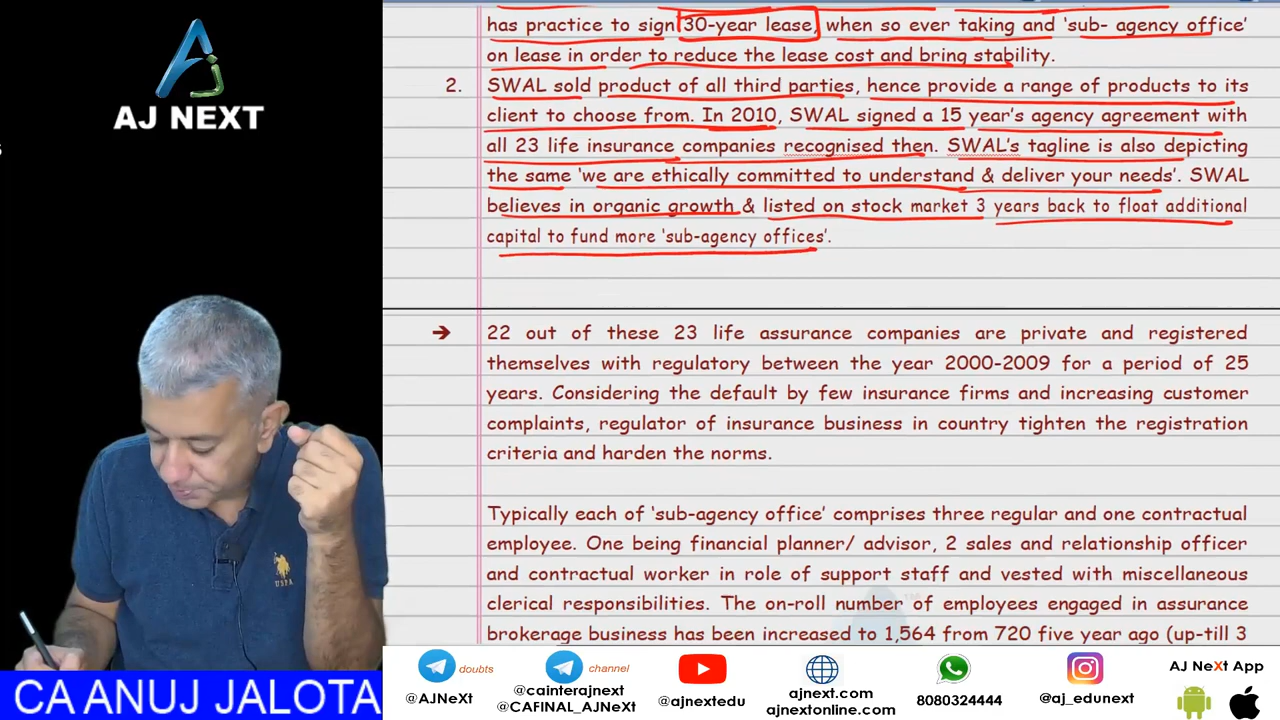 has practice to sign 30-year lease, when so ever taking and ‘sub- agency office’
on lease in order to reduce the lease cost and bring stability.
2. SWAL sold product of all third parties, hence provide a range of products to its
client to choose from. In 2010, SWAL signed a 15 year’s agency agreement with
all 23 life insurance companies recognised then. SWAL’s tagline is also depicting
the same ‘we are ethically committed to understand & deliver your needs’. SWAL
believes in organic growth & listed on stock market 3 years back to float additional
capital to fund more ‘sub-agency offices’.
➔ 22 out of these 23 life assurance companies are private and registered
themselves with regulatory between the year 2000-2009 for a period of 25
years. Considering the default by few insurance firms and increasing customer
complaints, regulator of insurance business in country tighten the registration
criteria and harden the norms.
Typically each of ‘sub-agency office’ comprises three regular and one contractual
employee. One being financial planner/ advisor, 2 sales and relationship officer
and contractual worker in role of support staff and vested with miscellaneous
clerical responsibilities. The on-roll number of employees engaged in assurance
brokerage business has been increased to 1,564 from 720 five year ago (up-till 3
AJ NEXT
USPA
CA ANUJ JALOTA
doubts
@AJNeXt
channel
@cainterajnext
@CAFINAL_AJNeXt
@ajnextedu
ajnext.com
ajnextonline.com
8080324444
@aj_edunext
AJ NeXt App